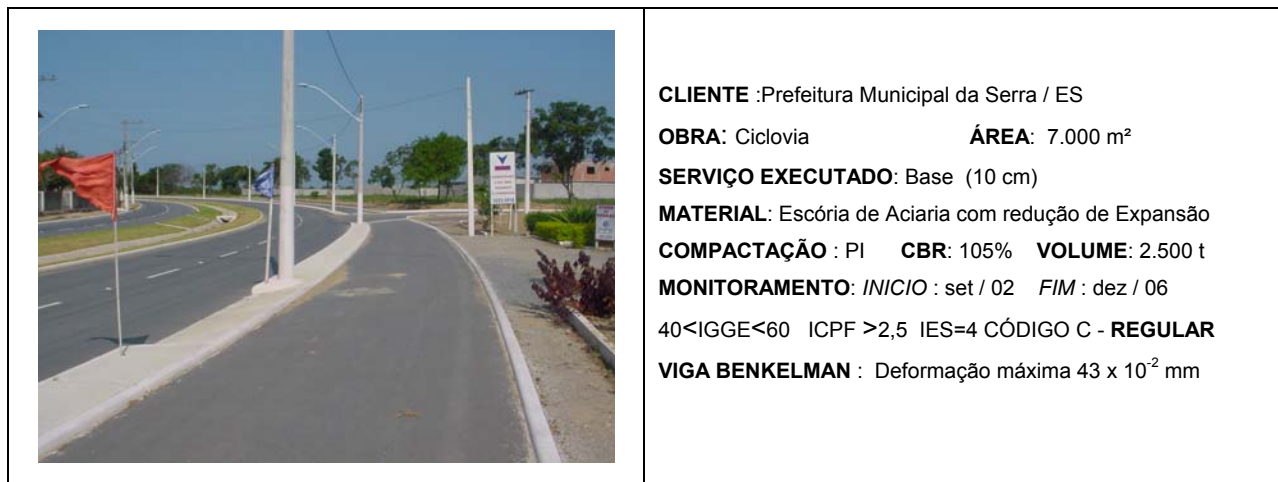 CLIENTE :Prefeitura Municipal da Serra / ES
OBRA: Ciclovia ÁREA: 7.000 m²
SERVIÇO EXECUTADO: Base (10 cm)
MATERIAL: Escória de Aciaria com redução de Expansão
COMPACTAÇÃO : PI CBR: 105% VOLUME: 2.500 t
MONITORAMENTO: INICIO : set / 02 FIM : dez / 06
40<IGGE<60 ICPF >2,5 IES=4 CÓDIGO C - REGULAR
VIGA BENKELMAN : Deformação máxima 43 x 10⁻² mm